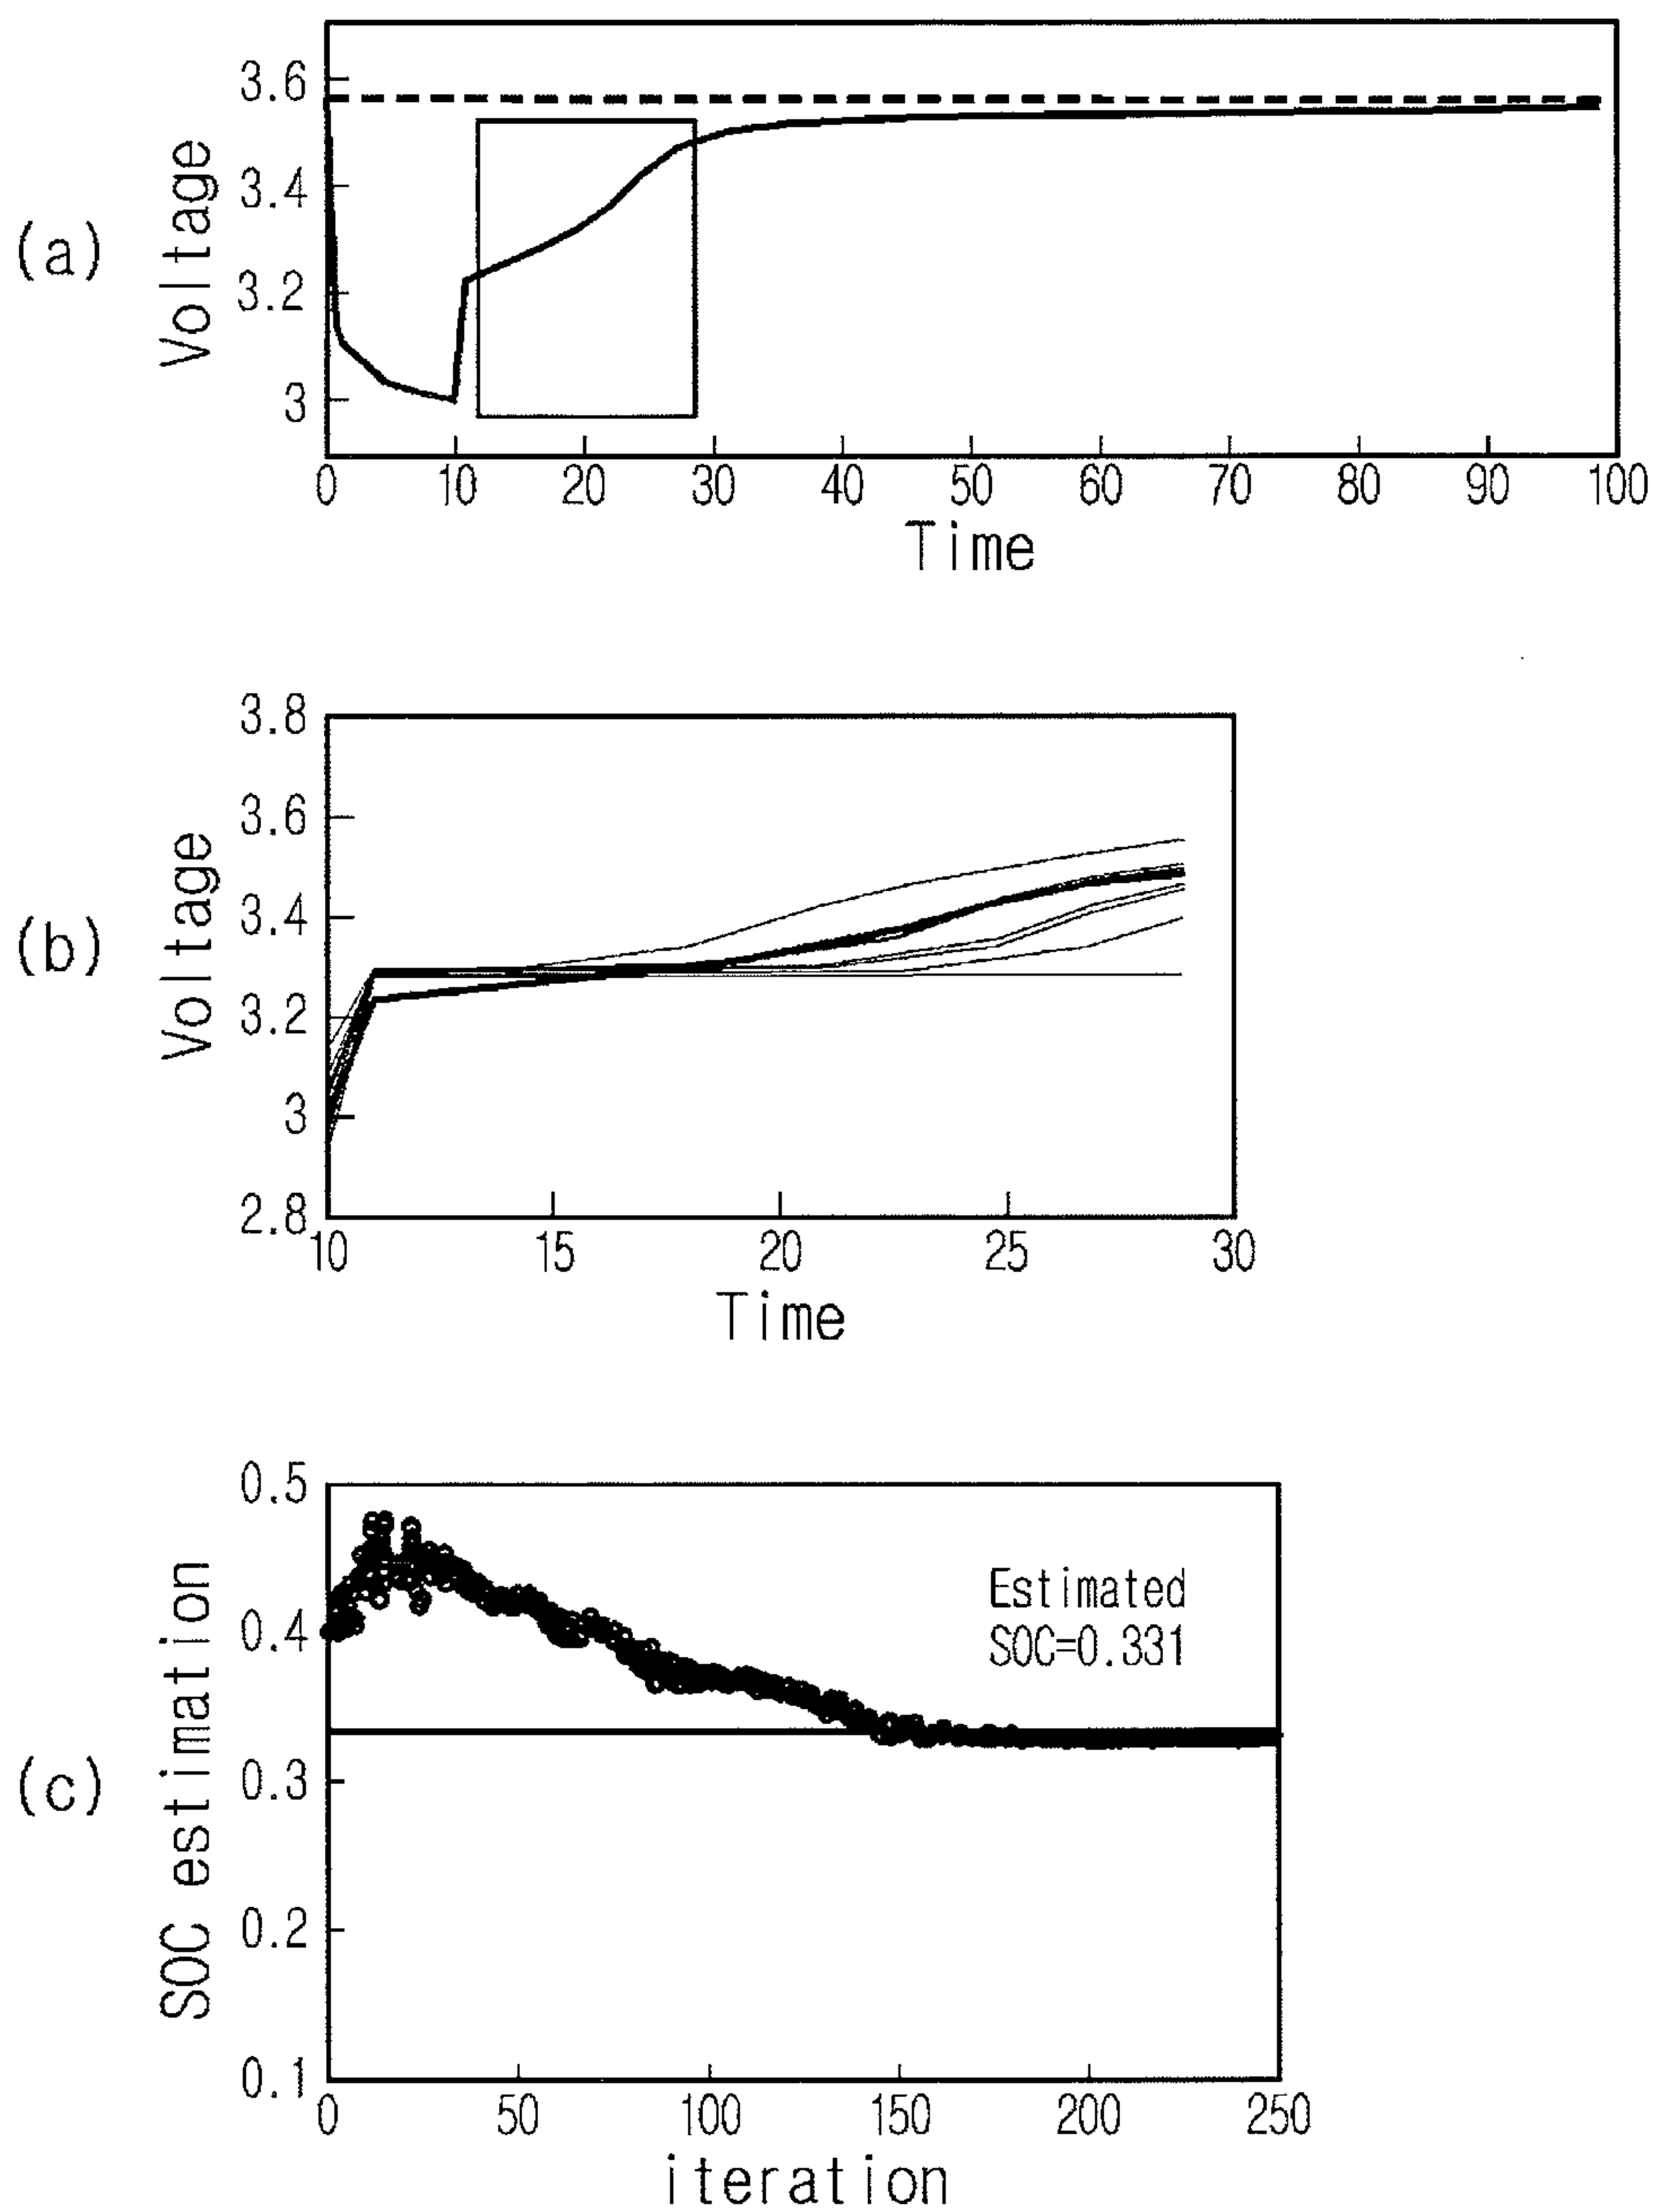 (a)
Voltage
3.6
3.4
3.2
3
0 10 20 30 40 50 60 70 80 90 100
Time
(b)
Voltage
3.8
3.6
3.4
3.2
3
2.8
10 15 20 25 30
Time
(c)
SOC estimation
0.5
0.4
0.3
0.2
0.1
Estimated
SOC=0.331
0 50 100 150 200 250
iteration